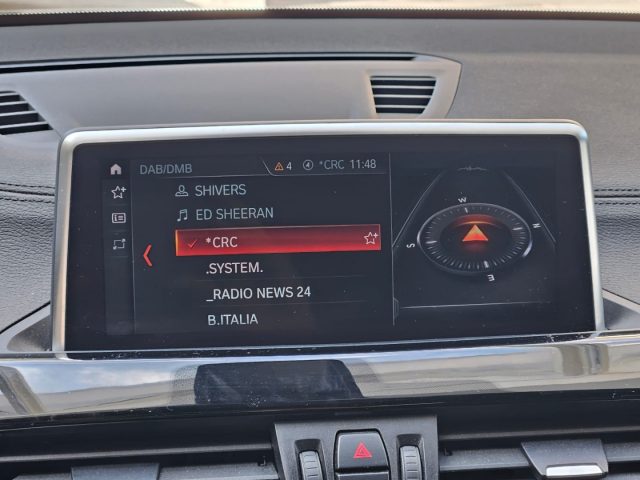 DAB/DMB 4 *CRC 11:48
SHIVERS
ED SHEERAN
*CRC
.SYSTEM.
_RADIO NEWS 24
B.ITALIA
W
N
S
E